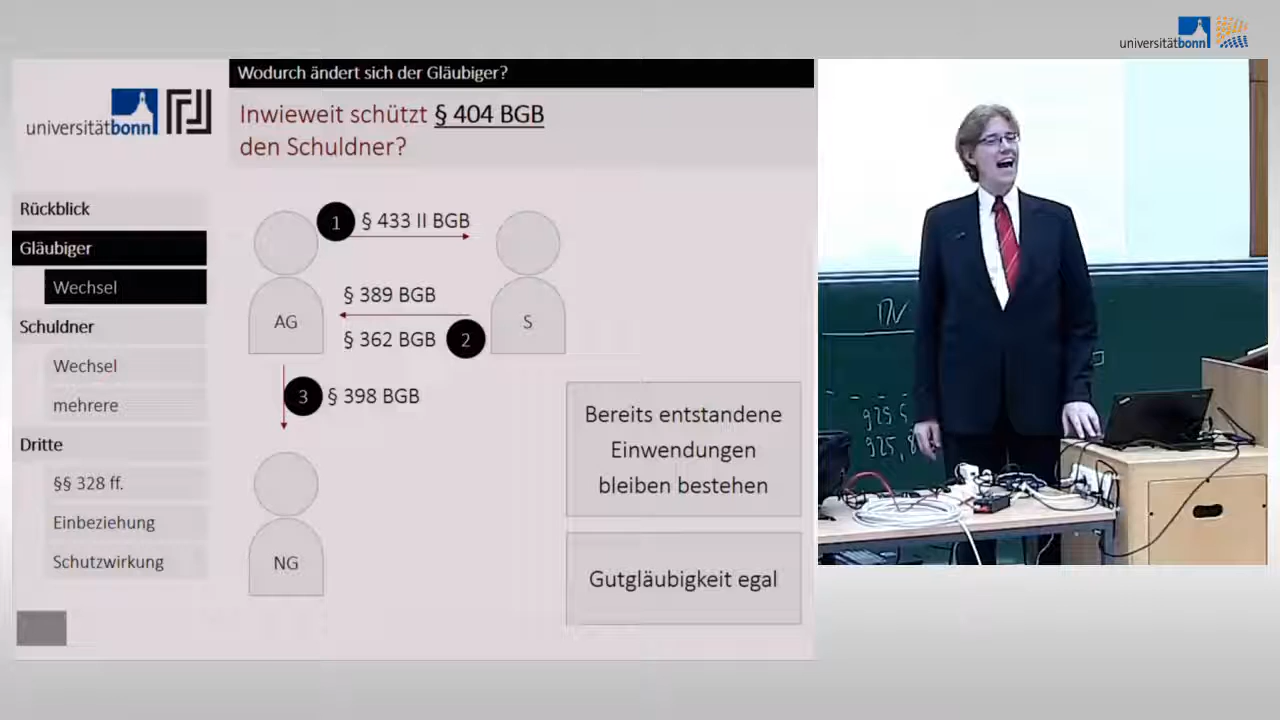 universitätbonn
Wodurch ändert sich der Gläubiger?
universitätbonn
Inwieweit schützt § 404 BGB
den Schuldner?
Rückblick
Gläubiger
Wechsel
Schuldner
Wechsel
mehrere
Dritte
§§ 328 ff.
Einbeziehung
Schutzwirkung
1 § 433 II BGB
§ 389 BGB
AG
S
§ 362 BGB 2
3 § 398 BGB
NG
Bereits entstandene
Einwendungen
bleiben bestehen
Gutgläubigkeit egal